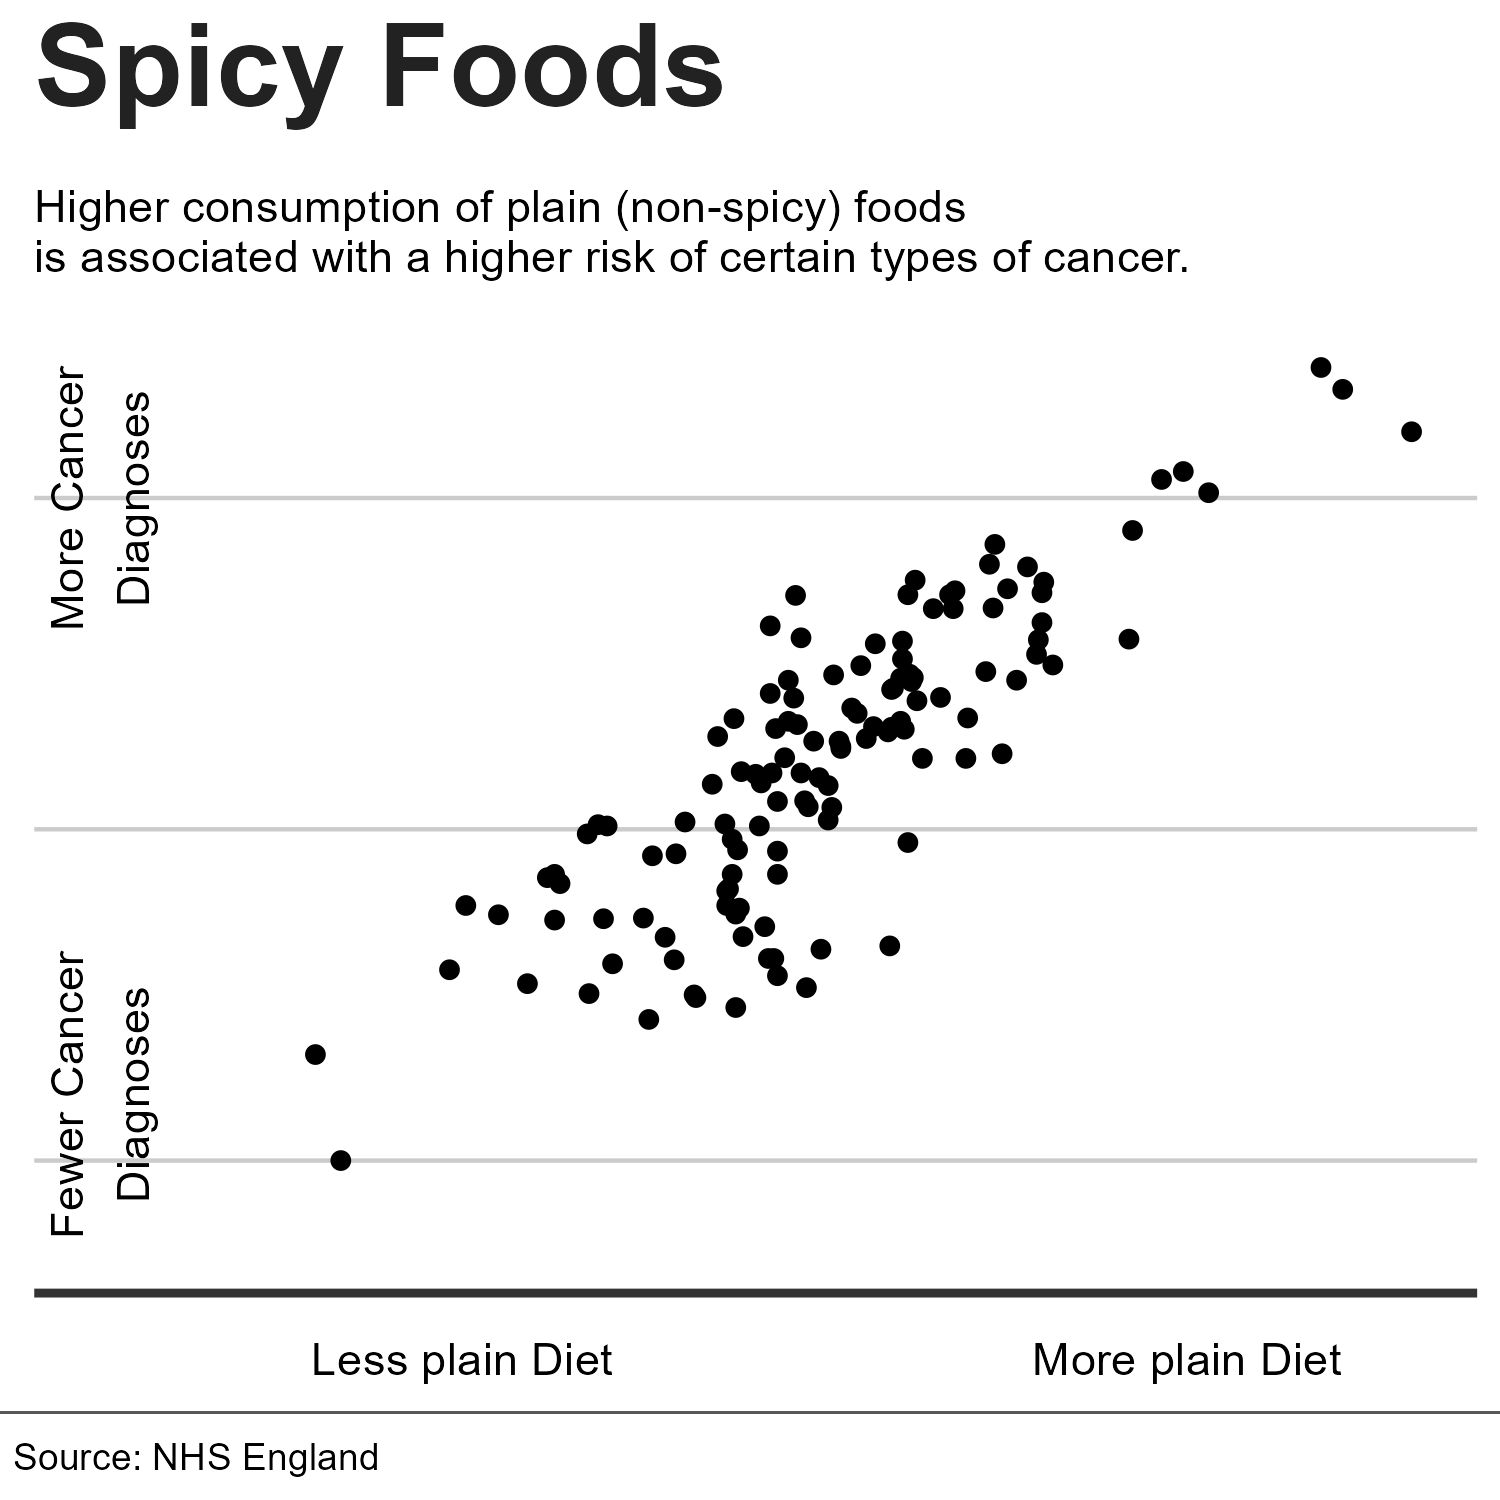 Spicy Foods
Higher consumption of plain (non-spicy) foods
is associated with a higher risk of certain types of cancer.
More Cancer
Diagnoses
Fewer Cancer
Diagnoses
Less plain Diet
More plain Diet
Source: NHS England